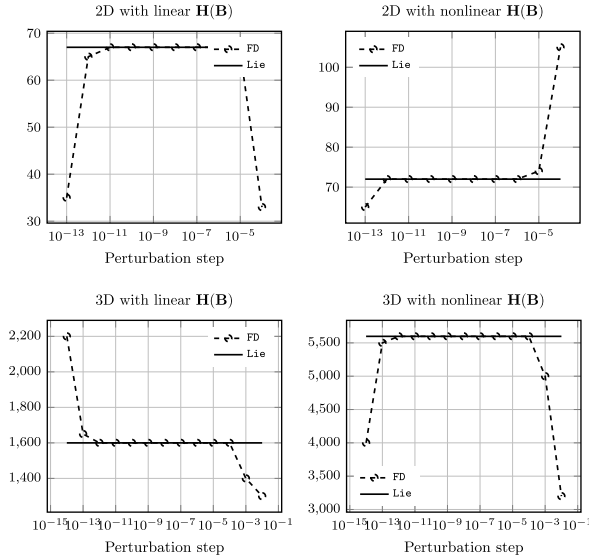 2D with linear H(B)
70
60
50
40
30
10−13 10−11 10−9 10−7 10−5
Perturbation step
FD
Lie
2D with nonlinear H(B)
100
90
80
70
10−13 10−11 10−9 10−7 10−5
Perturbation step
FD
Lie
3D with linear H(B)
2,200
2,000
1,800
1,600
1,400
10−15 10−13 10−11 10−9 10−7 10−5 10−3 10−1
Perturbation step
FD
Lie
3D with nonlinear H(B)
5,500
5,000
4,500
4,000
3,500
3,000
10−15 10−13 10−11 10−9 10−7 10−5 10−3 10−1
Perturbation step
FD
Lie